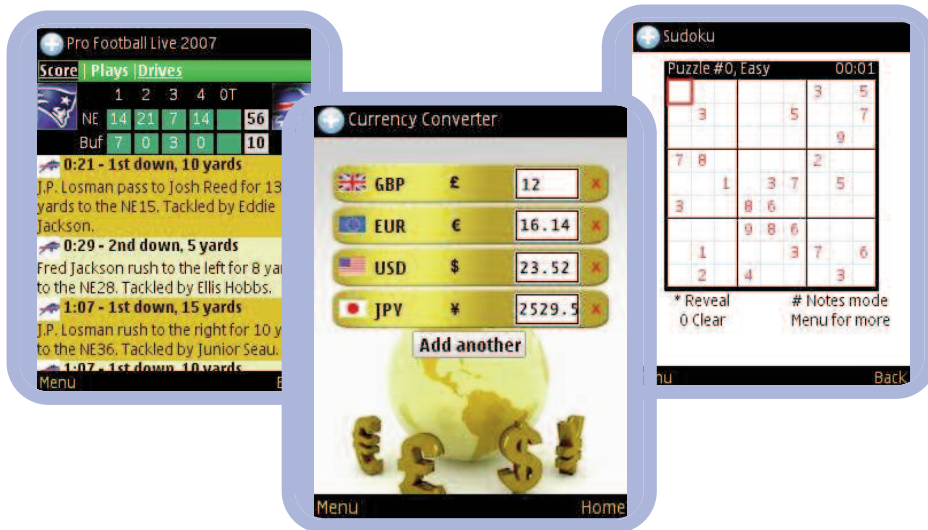 Pro Football Live 2007
Score | Plays | Drives
1 2 3 4 OT
NE 14 21 7 14 56
Buf 7 0 3 0 10
0:21 - 1st down, 10 yards
J.P. Losman pass to Josh Reed for 13
yards to the NE15. Tackled by Eddie
Jackson.
0:29 - 2nd down, 5 yards
Fred Jackson rush to the left for 8
to the NE28. Tackled by Ellis Hobbs.
1:07 - 1st down, 15 yards
J.P. Losman rush to the right for 10 y
to the NE36. Tackled by Junior Seau.
1:07 - 1st down, 10 yards
Menu
Currency Converter
GBP £ 12 x
EUR € 16.14 x
USD $ 23.52 x
JPY ¥ 2529.5 x
Add another
€ £ $ ¥
Menu Home
Sudoku
Puzzle #0, Easy 00:01
3 5
3 5 7
9
7 8 2
1 3 7 5
3 8 6
9 8 6
1 3 7 6
2 4 3
* Reveal # Notes mode
0 Clear Menu for more
nu Back